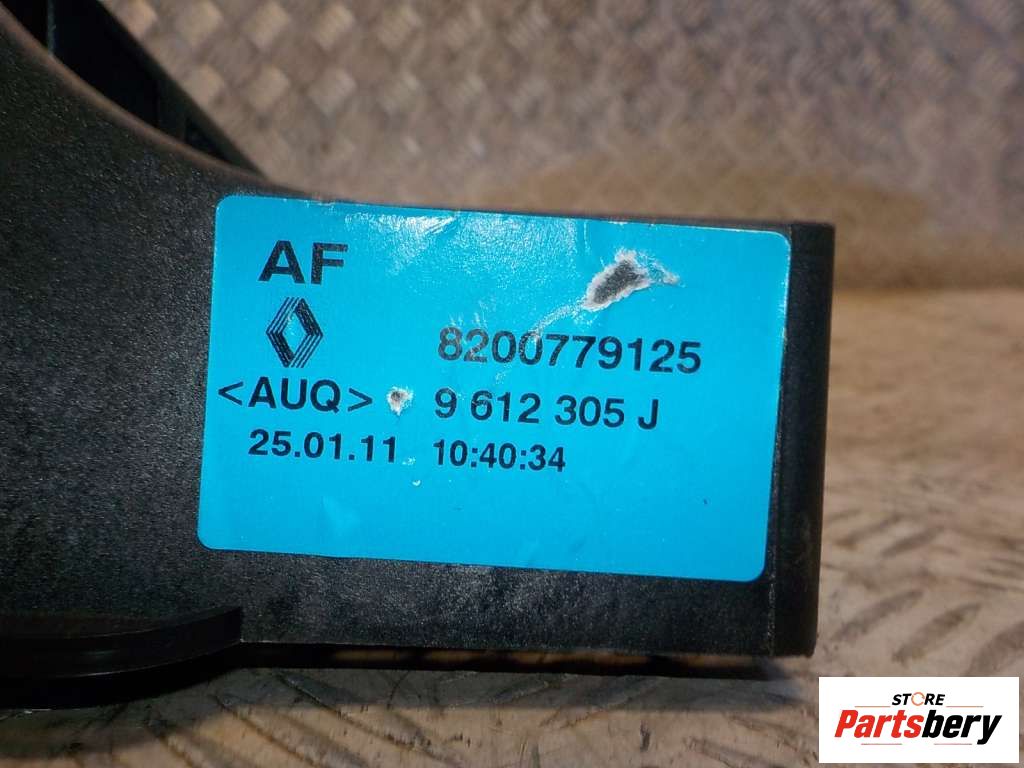 AF
8200779125
<AUQ> 9 612 305 J
25.01.11 10:40:34
STORE
Partsbery